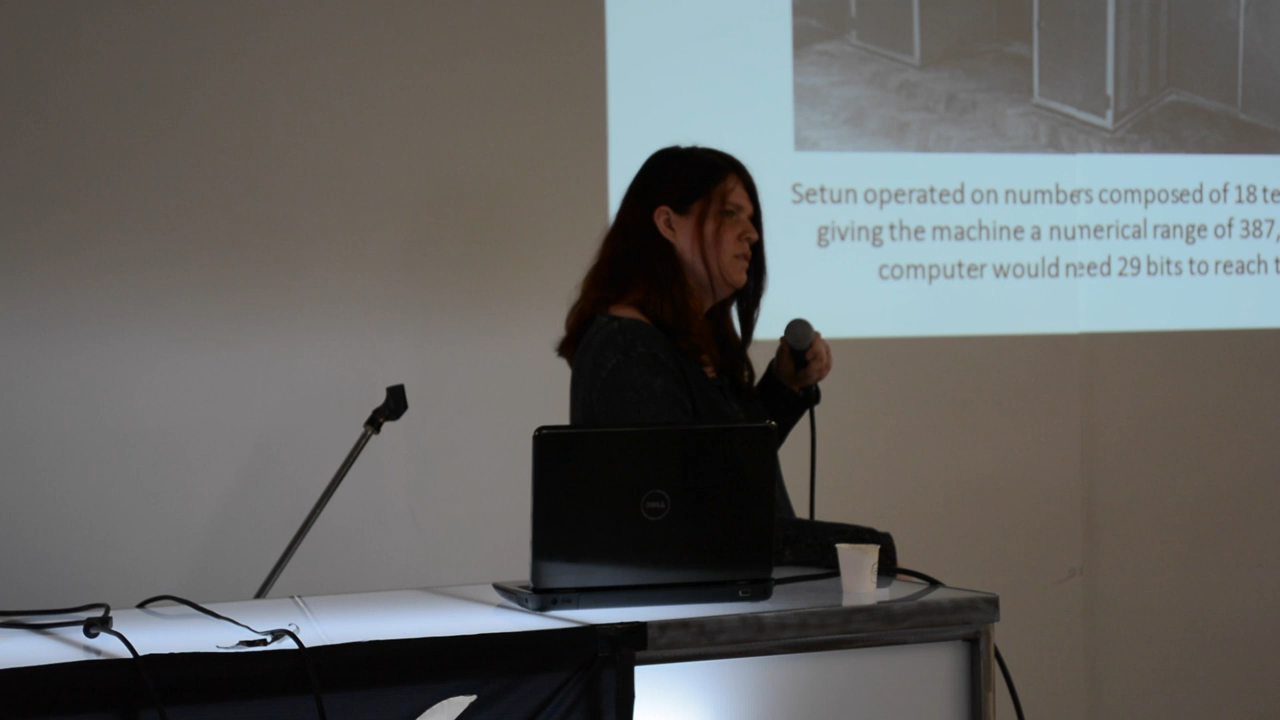 Setun operated on numbers composed of 18 te
giving the machine a numerical range of 387,
computer would need 29 bits to reach t
DELL